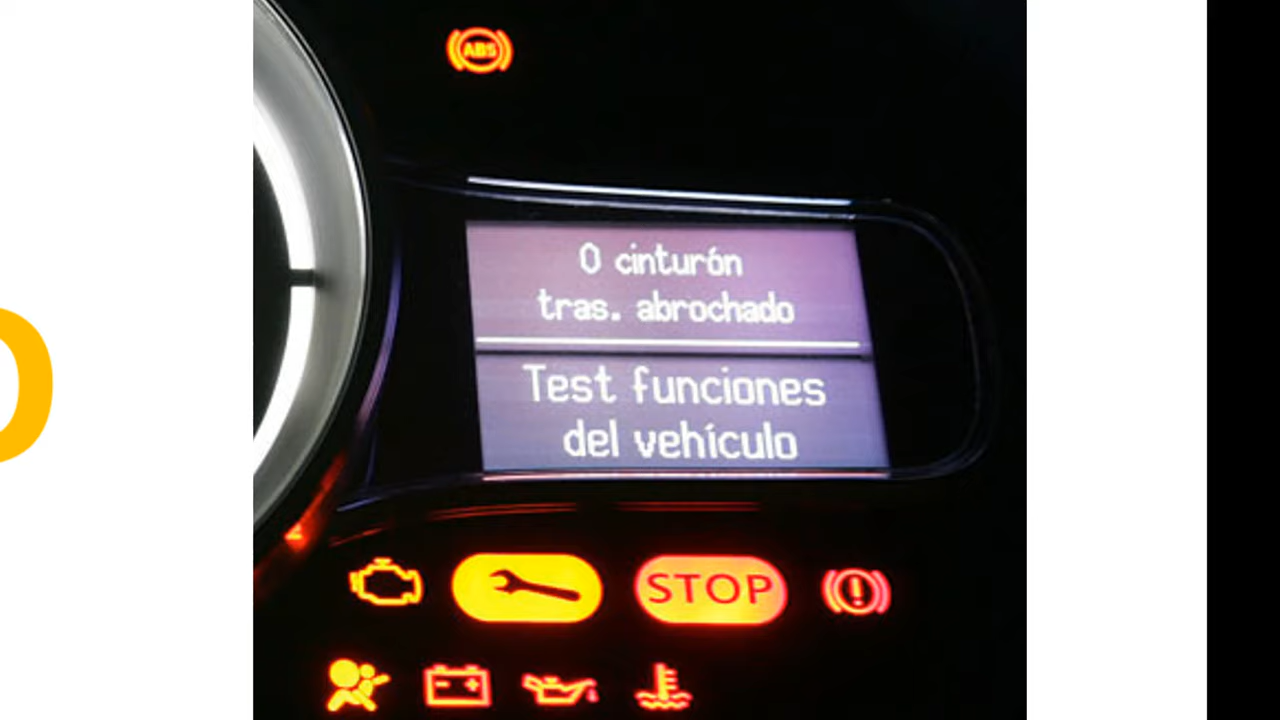 ABS
0 cinturón
tras. abrochado
Test funciones
del vehículo
STOP